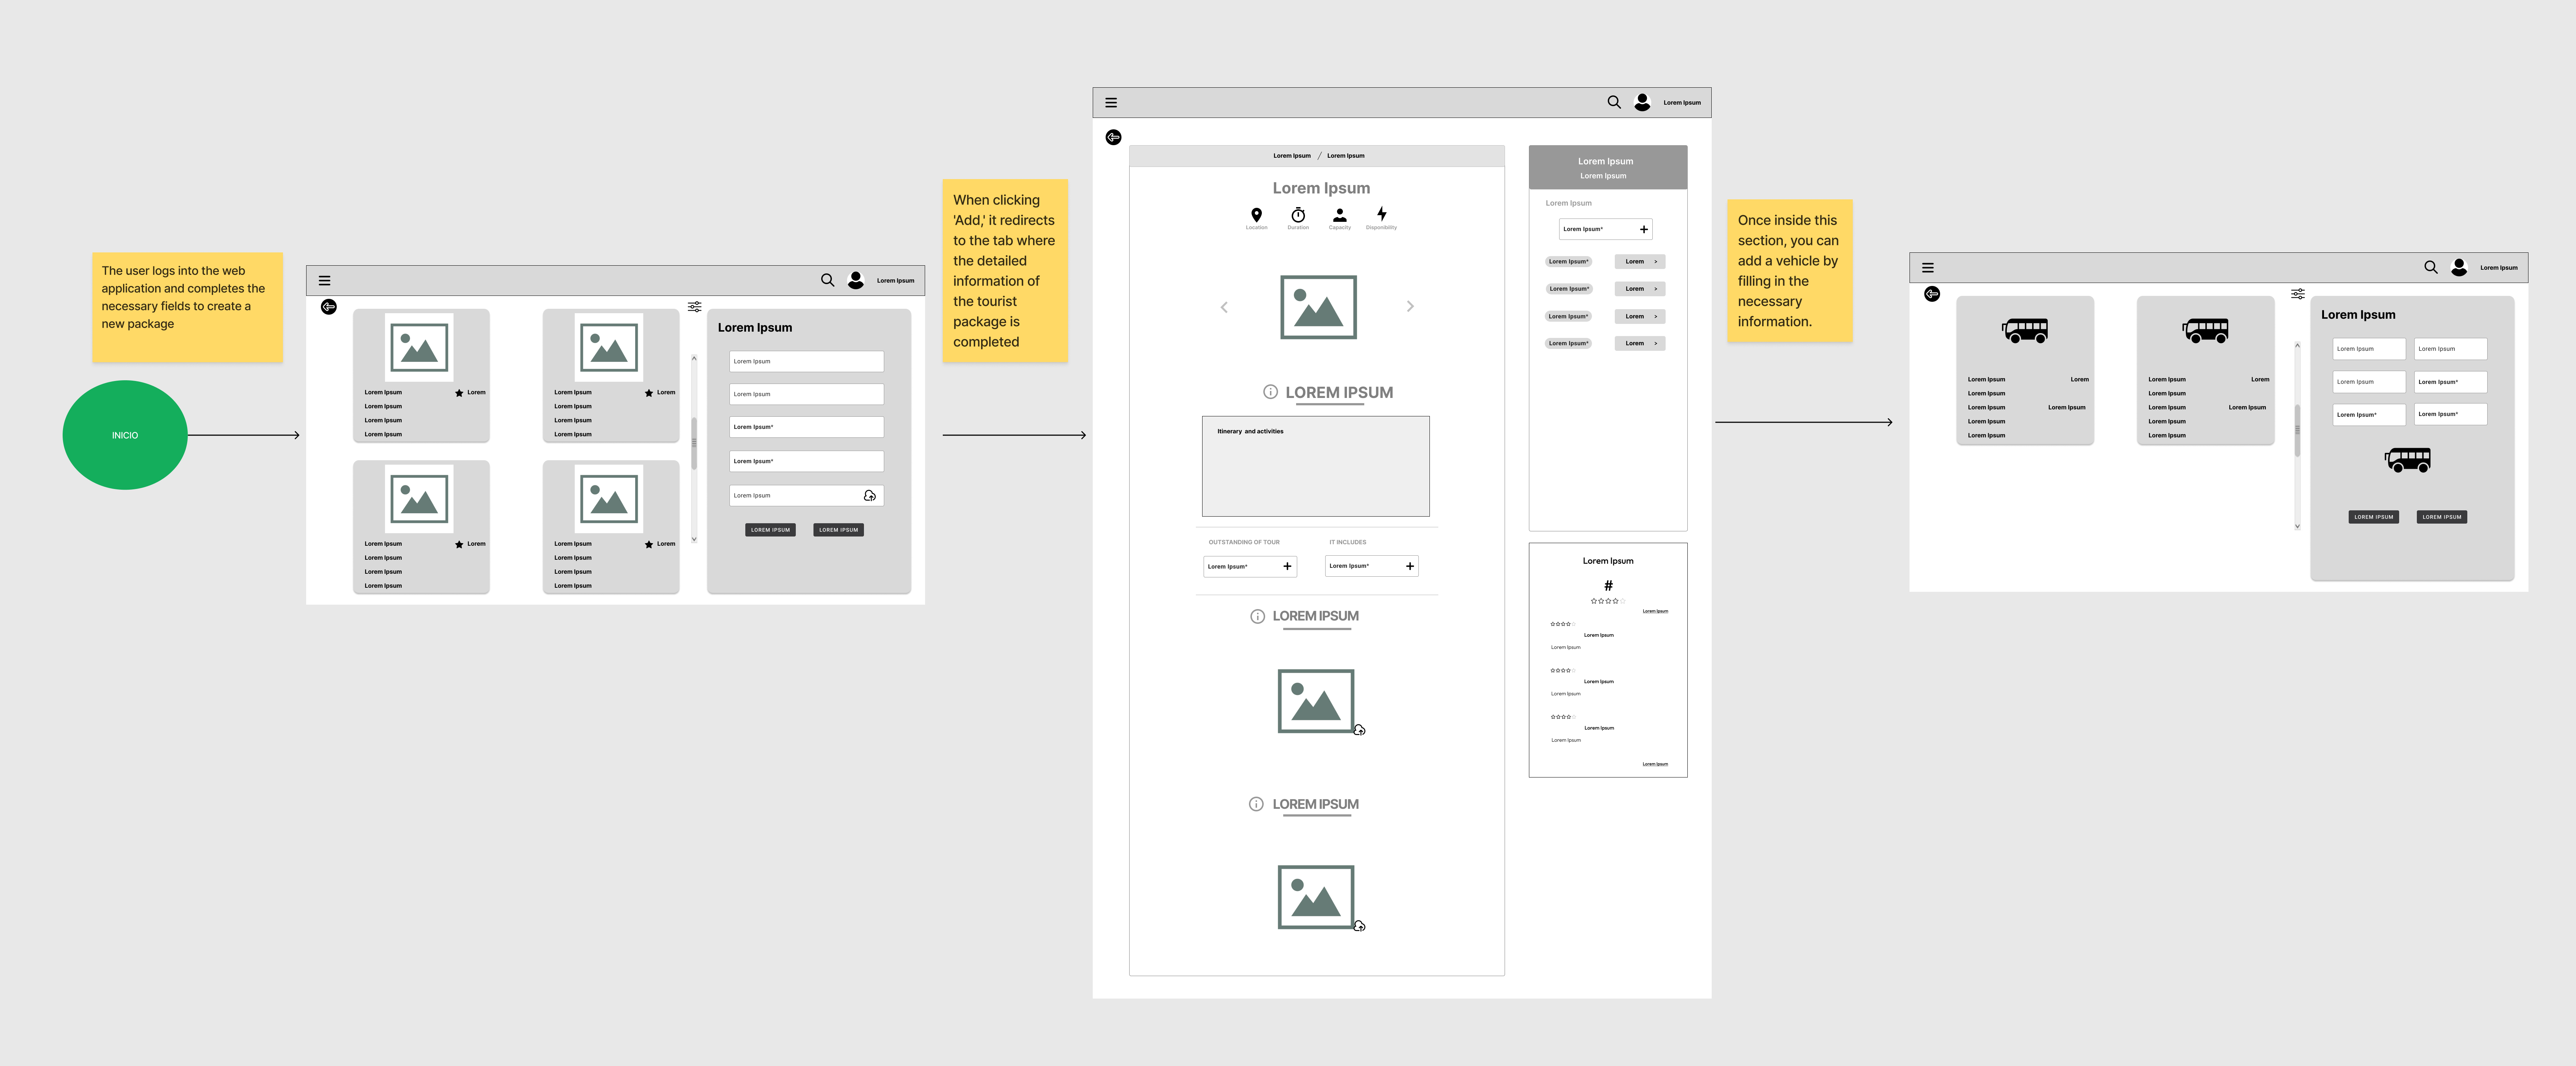 The user logs into the web
application and completes the
necessary fields to create a
new package
INICIO
Lorem Ipsum
Lorem Ipsum
Lorem
Lorem Ipsum
Lorem Ipsum
Lorem Ipsum
Lorem Ipsum
Lorem
Lorem Ipsum
Lorem Ipsum
Lorem Ipsum
Lorem Ipsum
Lorem
Lorem Ipsum
Lorem Ipsum
Lorem Ipsum
Lorem Ipsum
Lorem
Lorem Ipsum
Lorem Ipsum
Lorem Ipsum
Lorem Ipsum
Lorem Ipsum
Lorem Ipsum
Lorem Ipsum*
Lorem Ipsum*
Lorem Ipsum
LOREM IPSUM
LOREM IPSUM
When clicking
'Add,' it redirects
to the tab where
the detailed
information of
the tourist
package is
completed
Lorem Ipsum
Lorem Ipsum / Lorem Ipsum
Lorem Ipsum
Location
Duration
Capacity
Disponibility
LOREM IPSUM
Itinerary and activities
OUTSTANDING OF TOUR
IT INCLUDES
Lorem Ipsum* +
Lorem Ipsum* +
LOREM IPSUM
LOREM IPSUM
Lorem Ipsum
Lorem Ipsum
Lorem Ipsum
Lorem Ipsum* +
Lorem Ipsum*
Lorem >
Lorem Ipsum*
Lorem >
Lorem Ipsum*
Lorem >
Lorem Ipsum*
Lorem >
Lorem Ipsum
#
Lorem Ipsum
Lorem Ipsum
Lorem Ipsum
Lorem Ipsum
Lorem Ipsum
Lorem Ipsum
Lorem Ipsum
Lorem Ipsum
Once inside this
section, you can
add a vehicle by
filling in the
necessary
information.
Lorem Ipsum
Lorem Ipsum
Lorem
Lorem Ipsum
Lorem Ipsum
Lorem Ipsum
Lorem Ipsum
Lorem Ipsum
Lorem Ipsum
Lorem
Lorem Ipsum
Lorem Ipsum
Lorem Ipsum
Lorem Ipsum
Lorem Ipsum
Lorem Ipsum
Lorem Ipsum
Lorem Ipsum
Lorem Ipsum
Lorem Ipsum*
Lorem Ipsum*
Lorem Ipsum*
LOREM IPSUM
LOREM IPSUM